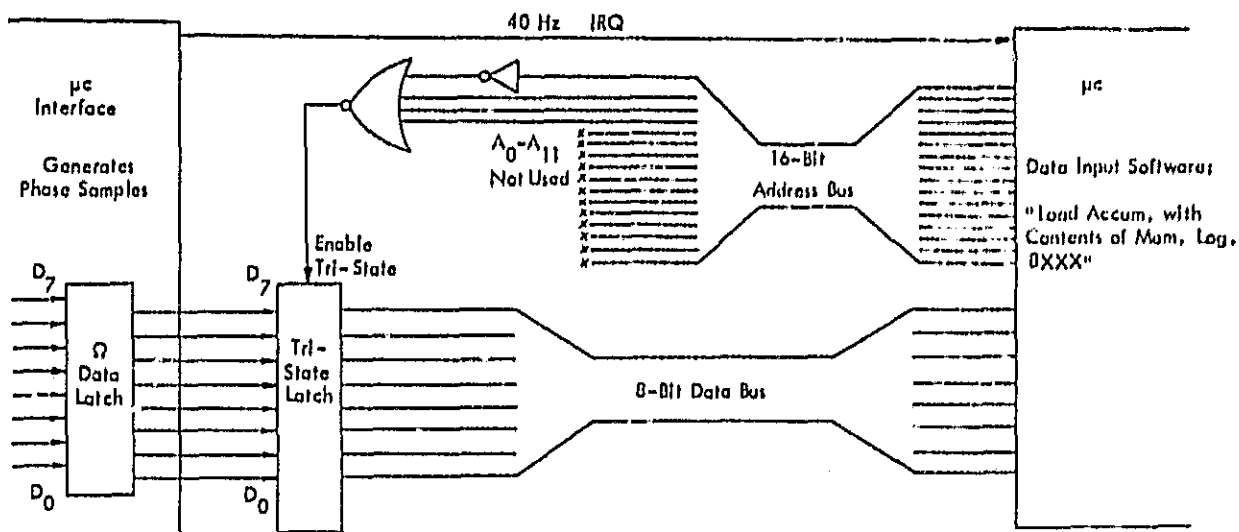 40 Hz IRQ
μc
Interface
Generates
Phase Samples
A0-A11
Not Used
16-Bit
Address Bus
μc
Data Input Software;
"Load Accum, with
Contents of Mem, Log,
8XXX"
Enable
Tri-State
D7
D7
Ω
Data
Latch
Tri-
State
Latch
8-Bit Data Bus
D0
D0